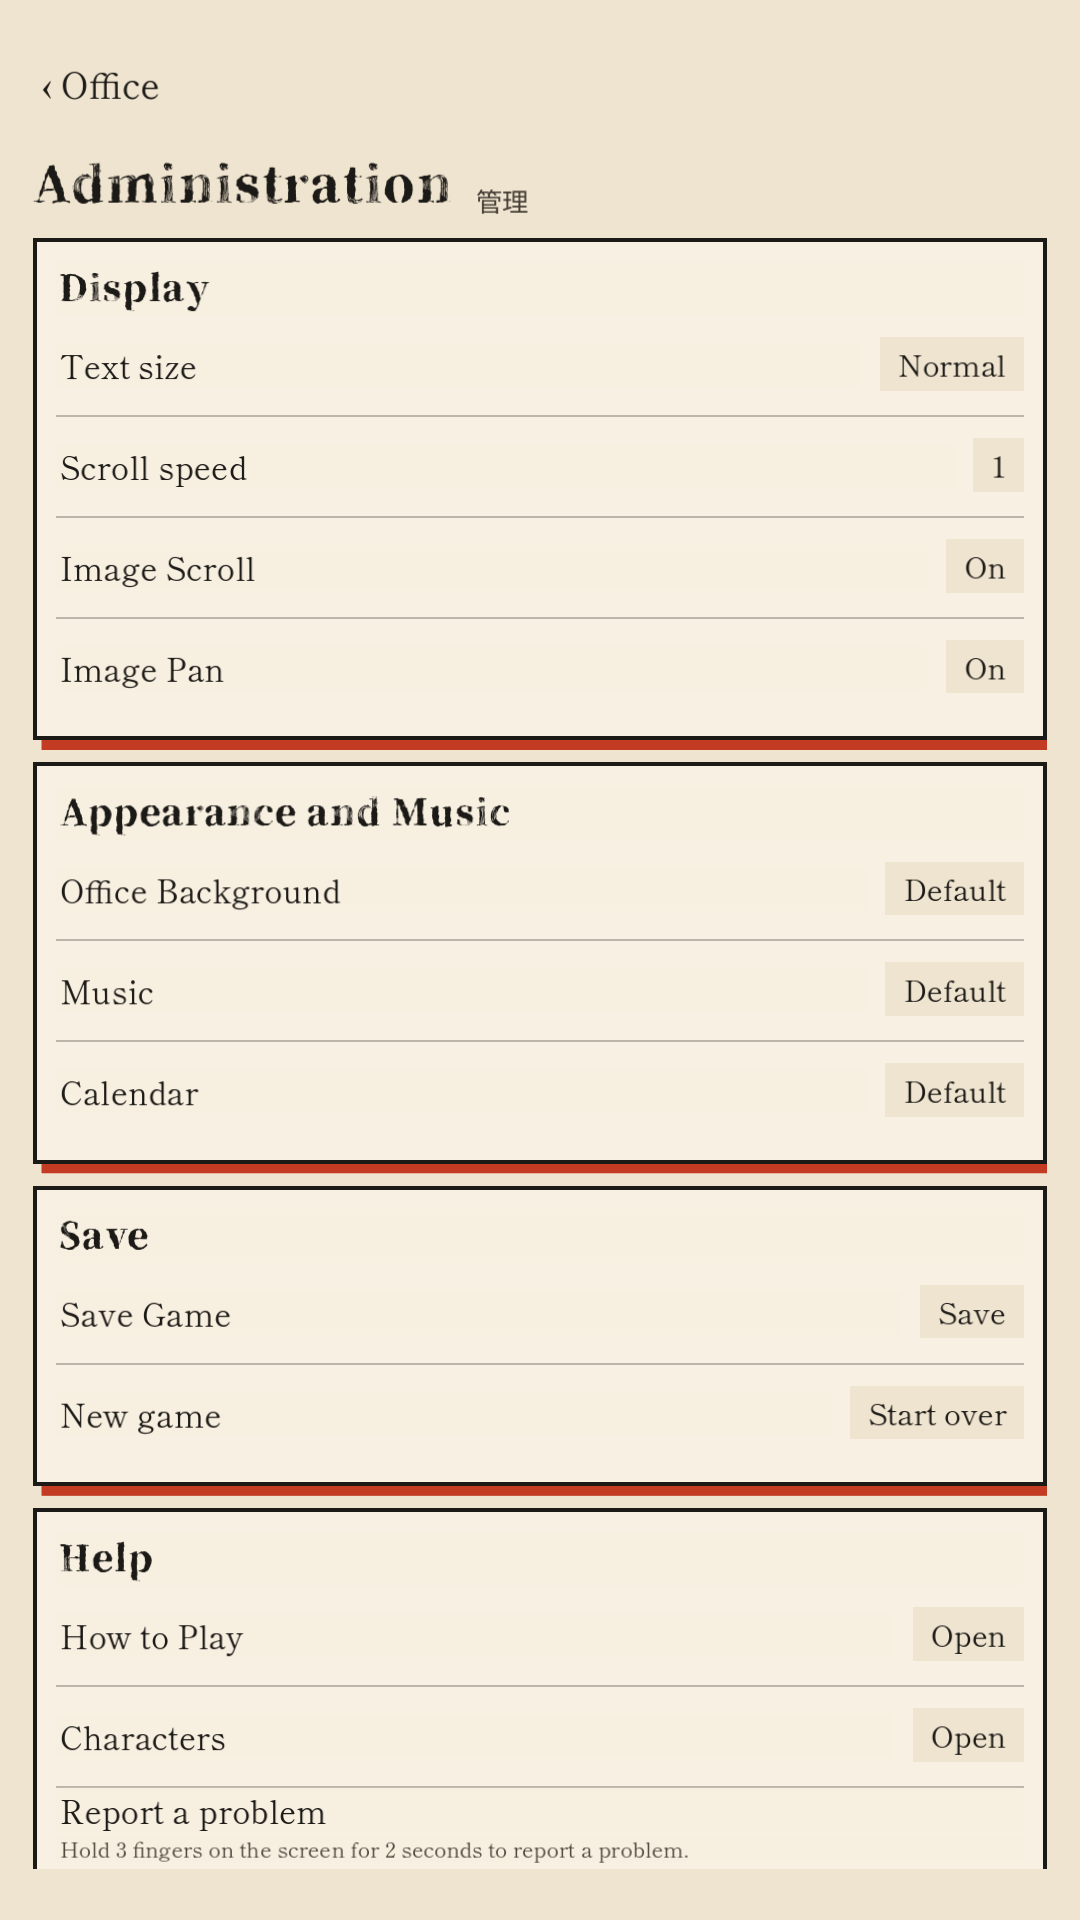 ‹ Office
Administration 管理
Display
Text size Normal
Scroll speed 1
Image Scroll On
Image Pan On
Appearance and Music
Office Background Default
Music Default
Calendar Default
Save
Save Game Save
New game Start over
Help
How to Play Open
Characters Open
Report a problem
Hold 3 fingers on the screen for 2 seconds to report a problem.